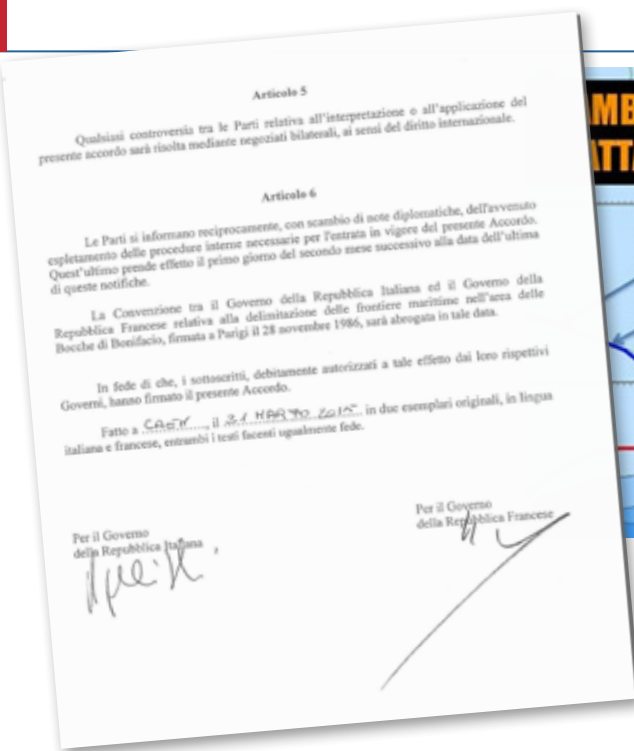 Articolo 5
Qualsiasi controversia tra le Parti relativa all'interpretazione o all'applicazione del
presente accordo sarà risolta mediante negoziati bilaterali, ai sensi del diritto internazionale.
Articolo 6
Le Parti si informano reciprocamente, con scambio di note diplomatiche, dell'avvenuto
espletamento delle procedure interne necessarie per l'entrata in vigore del presente Accordo.
Quest'ultimo prende effetto il primo giorno del secondo mese successivo alla data dell'ultima
di queste notifiche.
La Convenzione tra il Governo della Repubblica Italiana ed il Governo della
Repubblica Francese relativa alla delimitazione delle frontiere marittime nell'area delle
Bocche di Bonifacio, firmata a Parigi il 28 novembre 1986, sarà abrogata in tale data.
In fede di che, i sottoscritti, debitamente autorizzati a tale effetto dai loro rispettivi
Governi, hanno firmato il presente Accordo.
Fatto a CAEN, il 21 MARZO 2015 in due esemplari originali, in lingua
italiana e francese, entrambi i testi facenti ugualmente fede.
Per il Governo
della Repubblica Italiana
Per il Governo
della Repubblica Francese
MB
ATTA